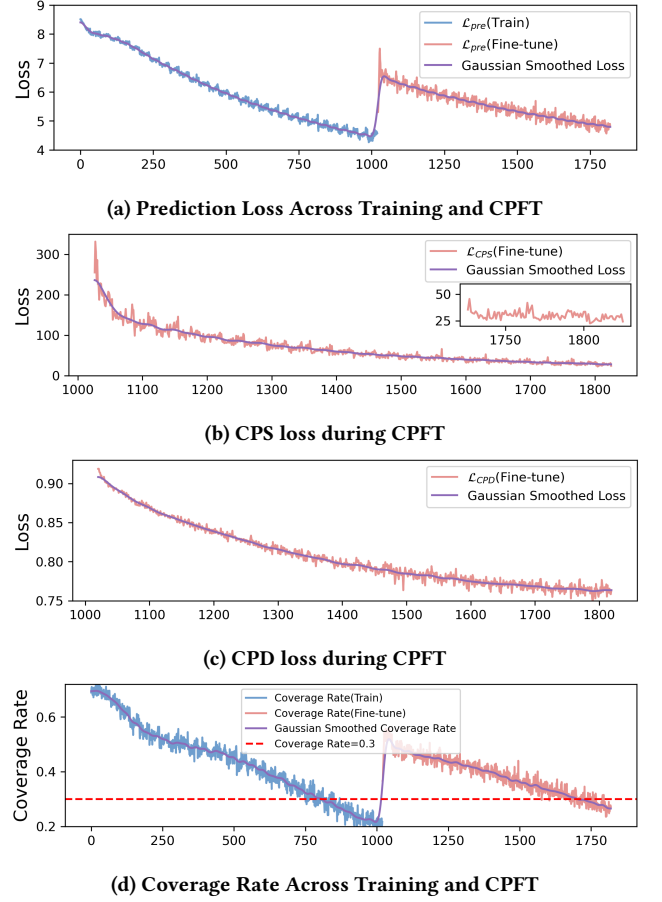 9
8
7
6
5
4
Loss
ℒpre(Train)
ℒpre(Fine-tune)
Gaussian Smoothed Loss
0 250 500 750 1000 1250 1500 1750
(a) Prediction Loss Across Training and CPFT
300
200
100
0
Loss
ℒCPS(Fine-tune)
Gaussian Smoothed Loss
50
25
1750 1800
1000 1100 1200 1300 1400 1500 1600 1700 1800
(b) CPS loss during CPFT
0.90
0.85
0.80
0.75
Loss
ℒCPD(Fine-tune)
Gaussian Smoothed Loss
1000 1100 1200 1300 1400 1500 1600 1700 1800
(c) CPD loss during CPFT
0.6
0.4
0.2
Coverage Rate
Coverage Rate(Train)
Coverage Rate(Fine-tune)
Gaussian Smoothed Coverage Rate
Coverage Rate=0.3
0 250 500 750 1000 1250 1500 1750
(d) Coverage Rate Across Training and CPFT